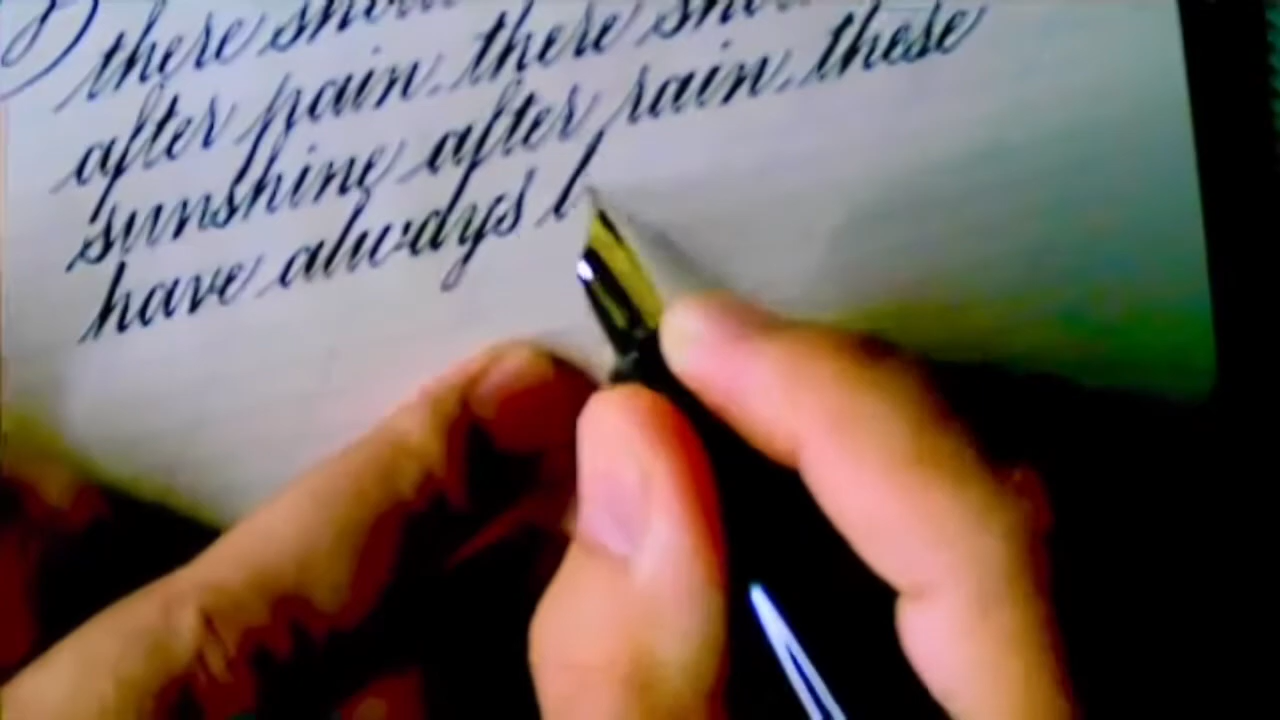 there
after pain there
sunshine after rain these
have always